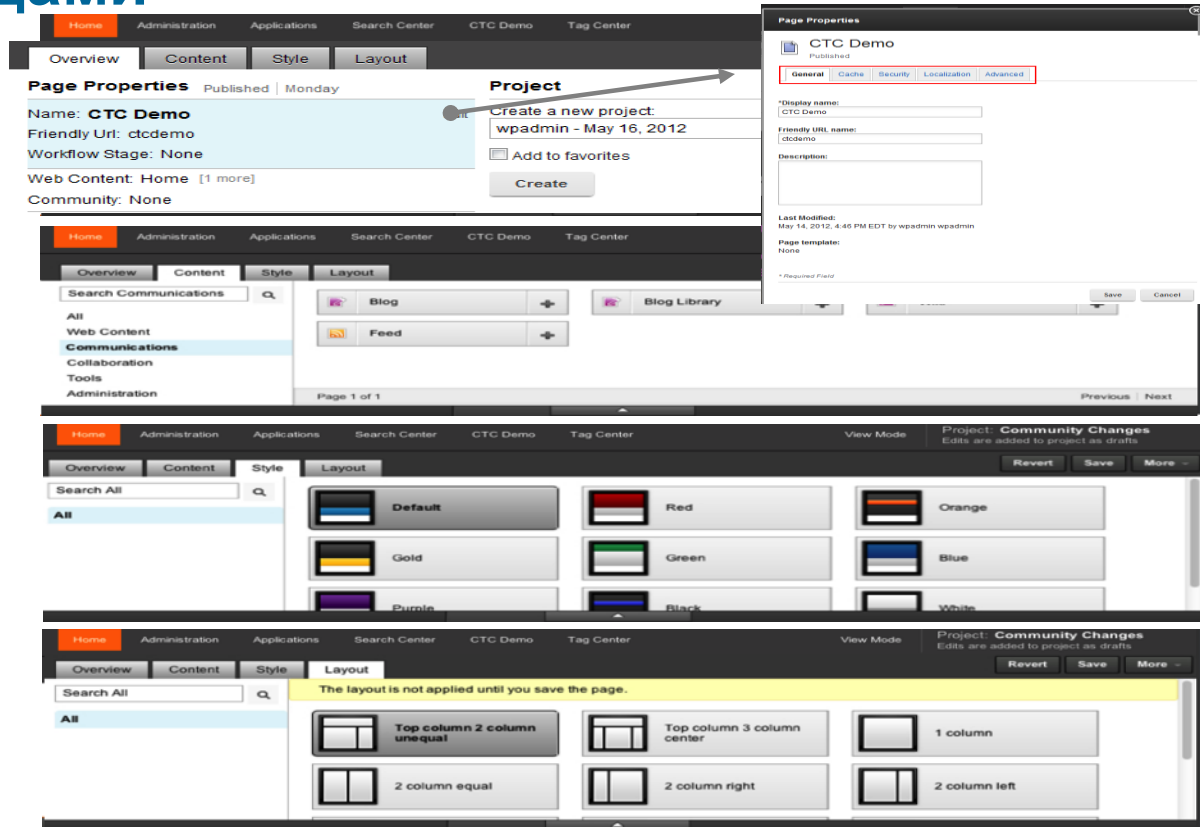 цами
Home Administration Applications Search Center CTC Demo Tag Center
Overview Content Style Layout
Page Properties Published | Monday
Name: CTC Demo
Friendly Url: ctcdemo
Workflow Stage: None
Web Content: Home [1 more]
Community: None
Project
Create a new project:
wpadmin - May 16, 2012
Add to favorites
Create
Page Properties
CTC Demo
Published
General Cache Security Localization Advanced
*Display name:
CTC Demo
Friendly URL name:
ctcdemo
Description:
Last Modified:
May 14, 2012, 4:46 PM EDT by wpadmin wpadmin
Page template:
None
* Required Field
Save Cancel
Home Administration Applications Search Center CTC Demo Tag Center
Overview Content Style Layout
Search Communications
All
Web Content
Communications
Collaboration
Tools
Administration
Blog
Blog Library
Feed
Page 1 of 1
Previous | Next
Home Administration Applications Search Center CTC Demo Tag Center View Mode Project: Community Changes
Edits are added to project as drafts
Overview Content Style Layout Revert Save More
Search All
All
Default Red Orange
Gold Green Blue
Purple Black White
Home Administration Applications Search Center CTC Demo Tag Center View Mode Project: Community Changes
Edits are added to project as drafts
Overview Content Style Layout Revert Save More
Search All
All
The layout is not applied until you save the page.
Top column 2 column
unequal
Top column 3 column
center
1 column
2 column equal 2 column right 2 column left